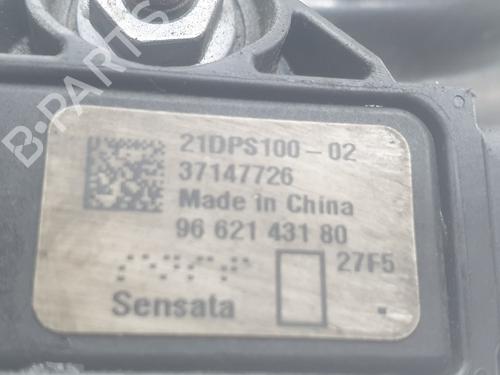 21DPS100-02
37147726
Made in China
96 621 431 80
27F5
Sensata
B-PARTS